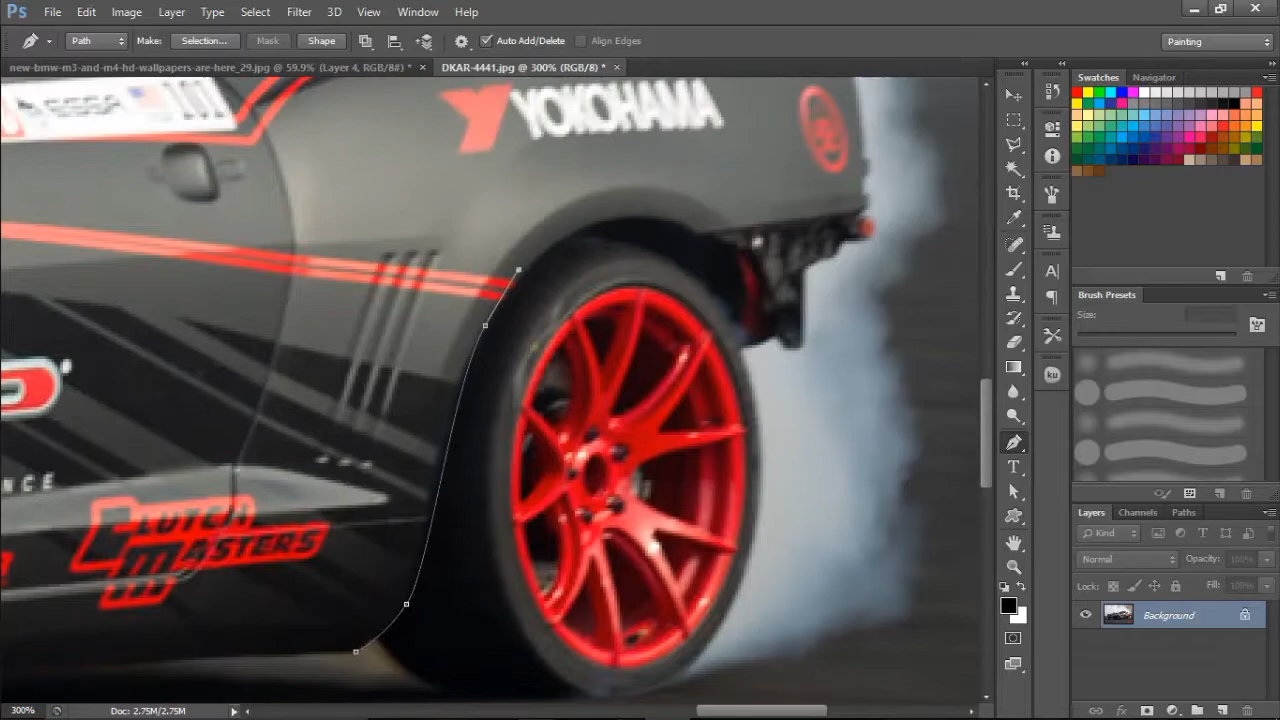 Ps File Edit Image Layer Type Select Filter 3D View Window Help
Path Make: Selection... Mask Shape Auto Add/Delete Align Edges Painting
new-bmw-m3-and-m4-hd-wallpapers-are-here_29.jpg @ 59.9% (Layer 4, RGB/8#) * × DKAR-4441.jpg @ 300% (RGB/8) * ×
Swatches Navigator
YOKOHAMA
Brush Presets
Size:
NCE
CLUTCH
MASTERS
Layers Channels Paths
Kind
Normal Opacity: 100%
Lock: Fill: 100%
Background
300% Doc: 2.75M/2.75M